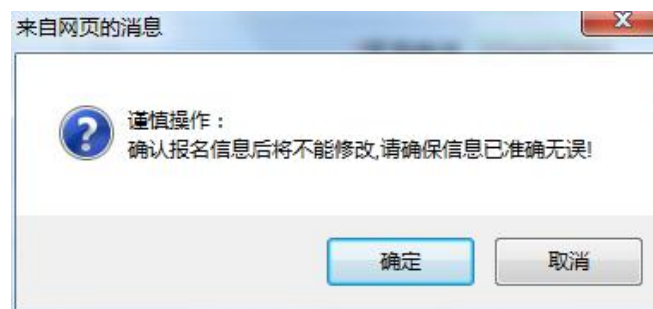 来自网页的消息
谨慎操作：
确认报名信息后将不能修改,请确保信息已准确无误!
确定
取消